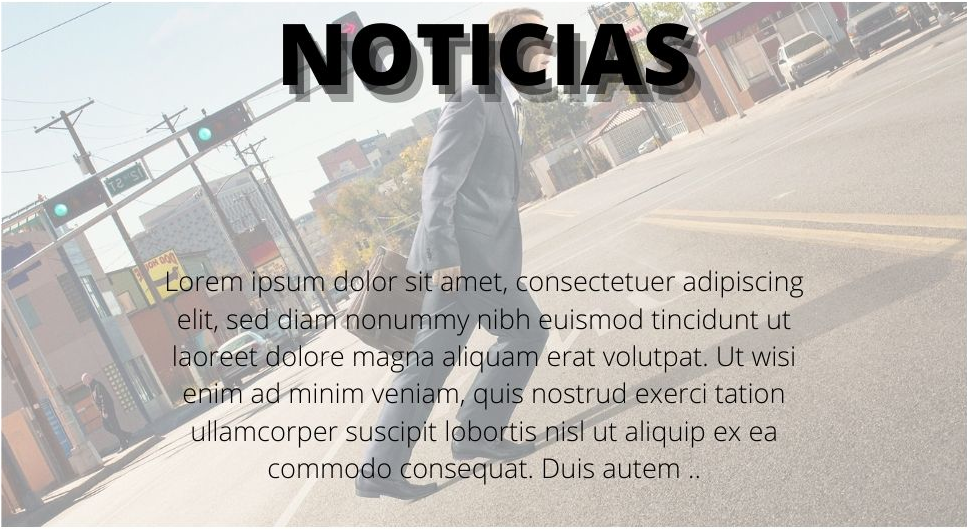 NOTICIAS
12th ST
Lorem ipsum dolor sit amet, consectetuer adipiscing
elit, sed diam nonummy nibh euismod tincidunt ut
laoreet dolore magna aliquam erat volutpat. Ut wisi
enim ad minim veniam, quis nostrud exerci tation
ullamcorper suscipit lobortis nisl ut aliquip ex ea
commodo consequat. Duis autem ..